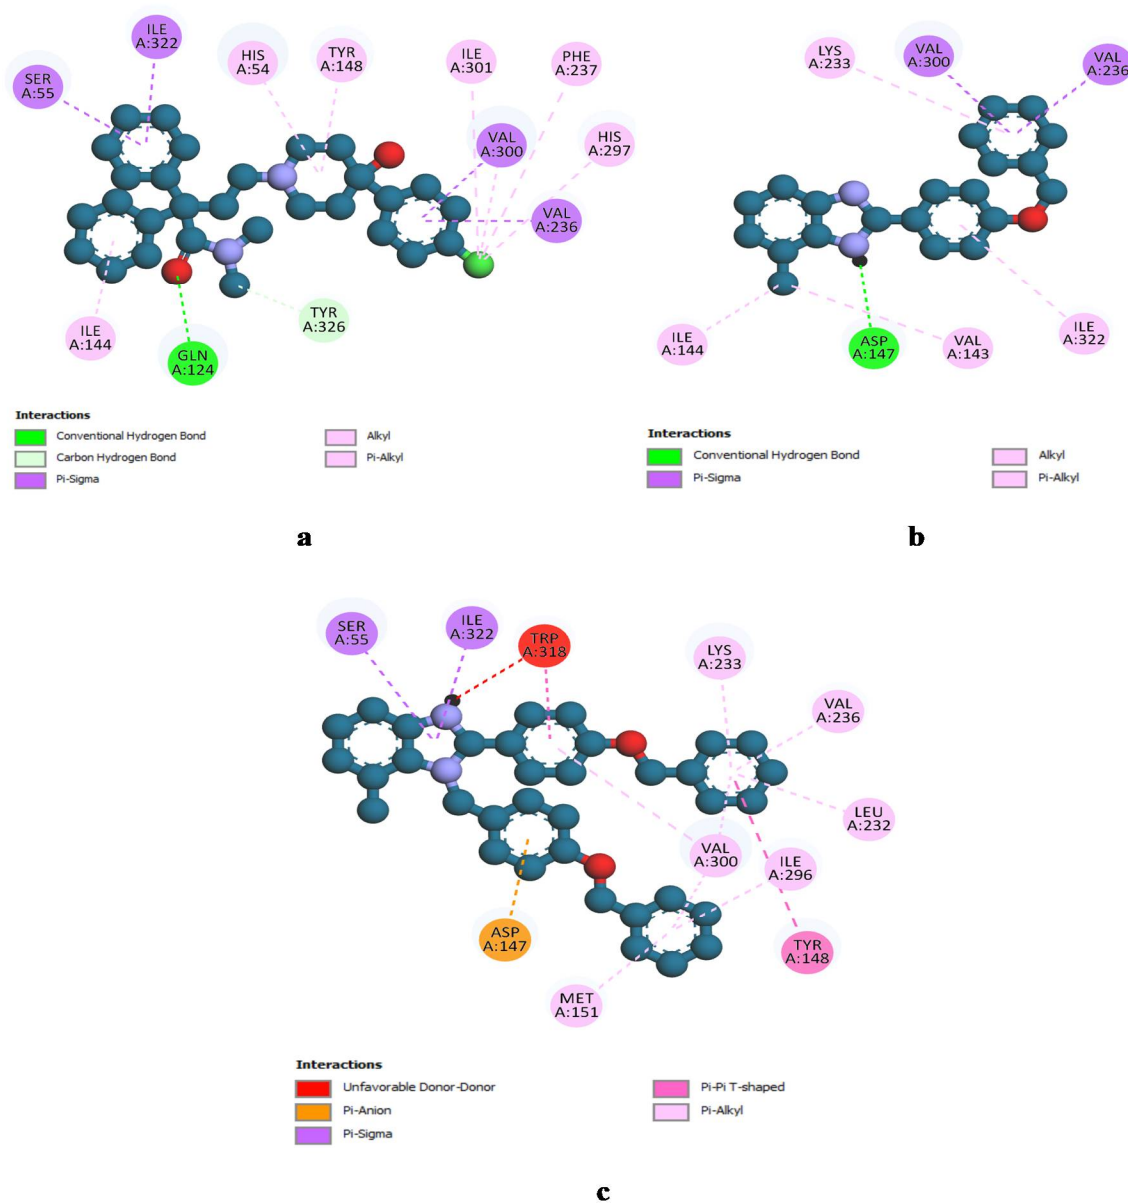 ILE
A:322
SER
A:55
HIS
A:54
TYR
A:148
ILE
A:301
PHE
A:237
VAL
A:300
HIS
A:297
VAL
A:236
ILE
A:144
GLN
A:124
TYR
A:326
Interactions
Conventional Hydrogen Bond
Carbon Hydrogen Bond
Pi-Sigma
Alkyl
Pi-Alkyl
a
LYS
A:233
VAL
A:300
VAL
A:236
ILE
A:144
ASP
A:147
VAL
A:143
ILE
A:322
Interactions
Conventional Hydrogen Bond
Pi-Sigma
Alkyl
Pi-Alkyl
b
SER
A:55
ILE
A:322
TRP
A:318
LYS
A:233
VAL
A:236
LEU
A:232
VAL
A:300
ILE
A:296
ASP
A:147
TYR
A:148
MET
A:151
Interactions
Unfavorable Donor-Donor
Pi-Anion
Pi-Sigma
Pi-Pi T-shaped
Pi-Alkyl
c